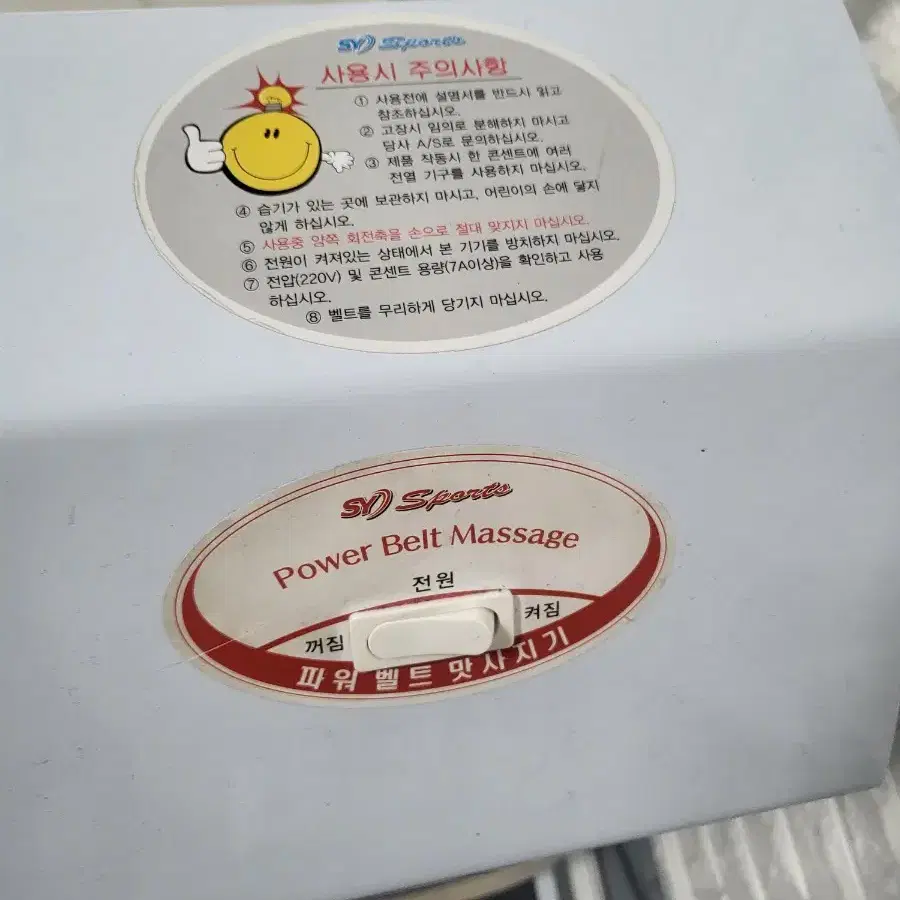 SY Sports
사용시 주의사항
① 사용전에 설명서를 반드시 읽고
참조하십시오.
② 고장시 임의로 분해하지 마시고
당사 A/S로 문의하십시오.
③ 제품 작동시 한 콘센트에 여러
전열 기구를 사용하지 마십시오.
④ 습기가 있는 곳에 보관하지 마시고, 어린이의 손에 닿지
않게 하십시오.
⑤ 사용중 양쪽 회전축을 손으로 절대 맞지지 마십시오.
⑥ 전원이 켜져있는 상태에서 본 기기를 방치하지 마십시오.
⑦ 전압(220V) 및 콘센트 용량(7A이상)을 확인하고 사용
하십시오.
⑧ 벨트를 무리하게 당기지 마십시오.
SY Sports
Power Belt Massage
전원
꺼짐 켜짐
파워 벨트 맛사지기